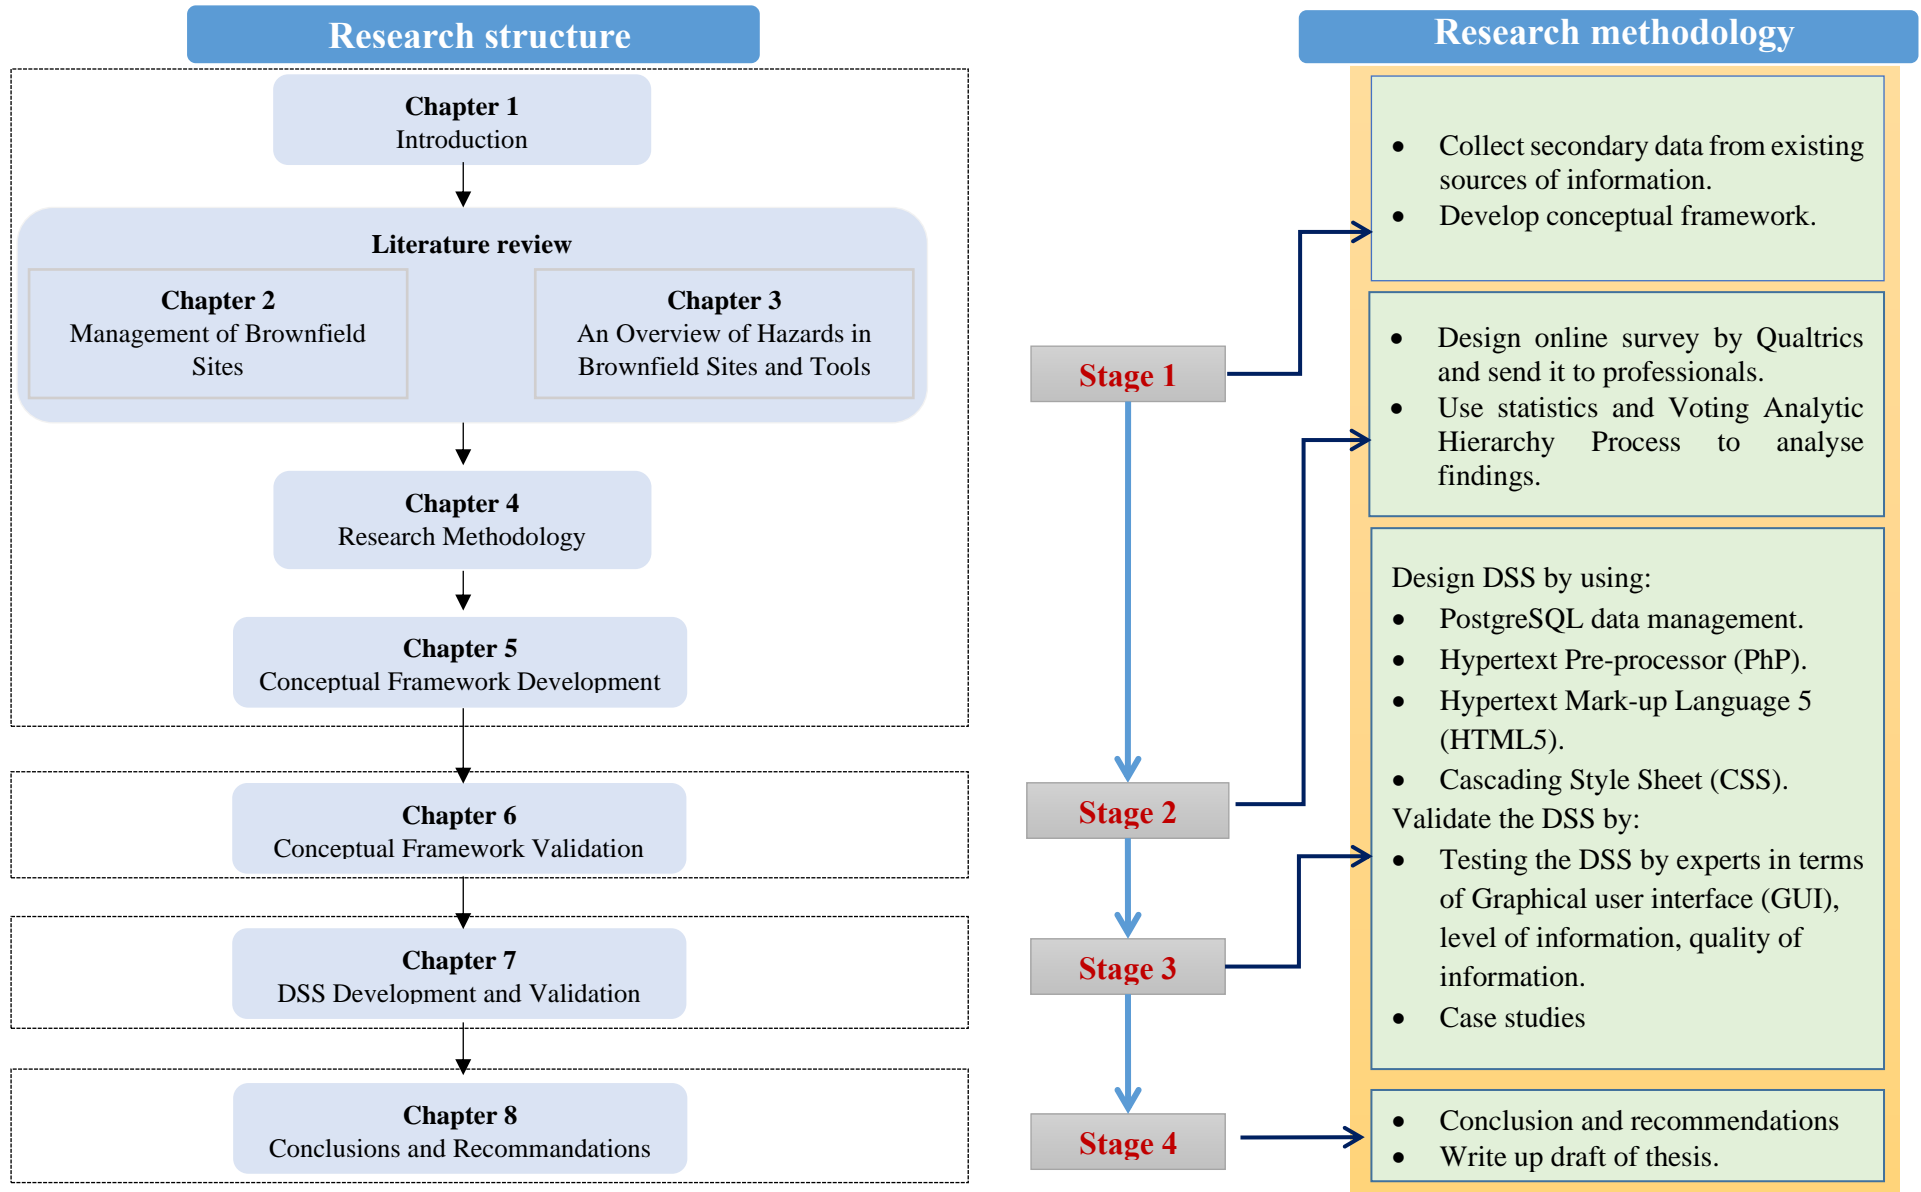 Research structure
Chapter 1
Introduction
Literature review
Chapter 2
Management of Brownfield
Sites
Chapter 3
An Overview of Hazards in
Brownfield Sites and Tools
Chapter 4
Research Methodology
Chapter 5
Conceptual Framework Development
Chapter 6
Conceptual Framework Validation
Chapter 7
DSS Development and Validation
Chapter 8
Conclusions and Recommandations
Stage 1
Stage 2
Stage 3
Stage 4
Research methodology
• Collect secondary data from existing
sources of information.
• Develop conceptual framework.
• Design online survey by Qualtrics
and send it to professionals.
• Use statistics and Voting Analytic
Hierarchy Process to analyse
findings.
Design DSS by using:
• PostgreSQL data management.
• Hypertext Pre-processor (PhP).
• Hypertext Mark-up Language 5
(HTML5).
• Cascading Style Sheet (CSS).
Validate the DSS by:
• Testing the DSS by experts in terms
of Graphical user interface (GUI),
level of information, quality of
information.
• Case studies
• Conclusion and recommendations
• Write up draft of thesis.